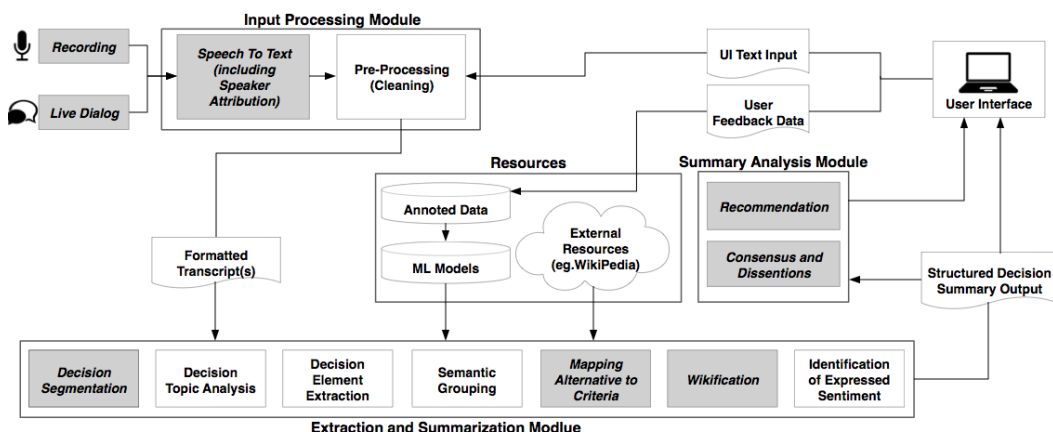 Input Processing Module
Recording
Live Dialog
Speech To Text
(including
Speaker
Attribution)
Pre-Processing
(Cleaning)
UI Text Input
User
Feedback Data
User Interface
Resources
Annoted Data
ML Models
External
Resources
(eg.WikiPedia)
Summary Analysis Module
Recommendation
Consensus and
Dissentions
Formatted
Transcript(s)
Structured Decision
Summary Output
Decision
Segmentation
Decision
Topic Analysis
Decision
Element
Extraction
Semantic
Grouping
Mapping
Alternative to
Criteria
Wikification
Identification
of Expressed
Sentiment
Extraction and Summarization Modlue